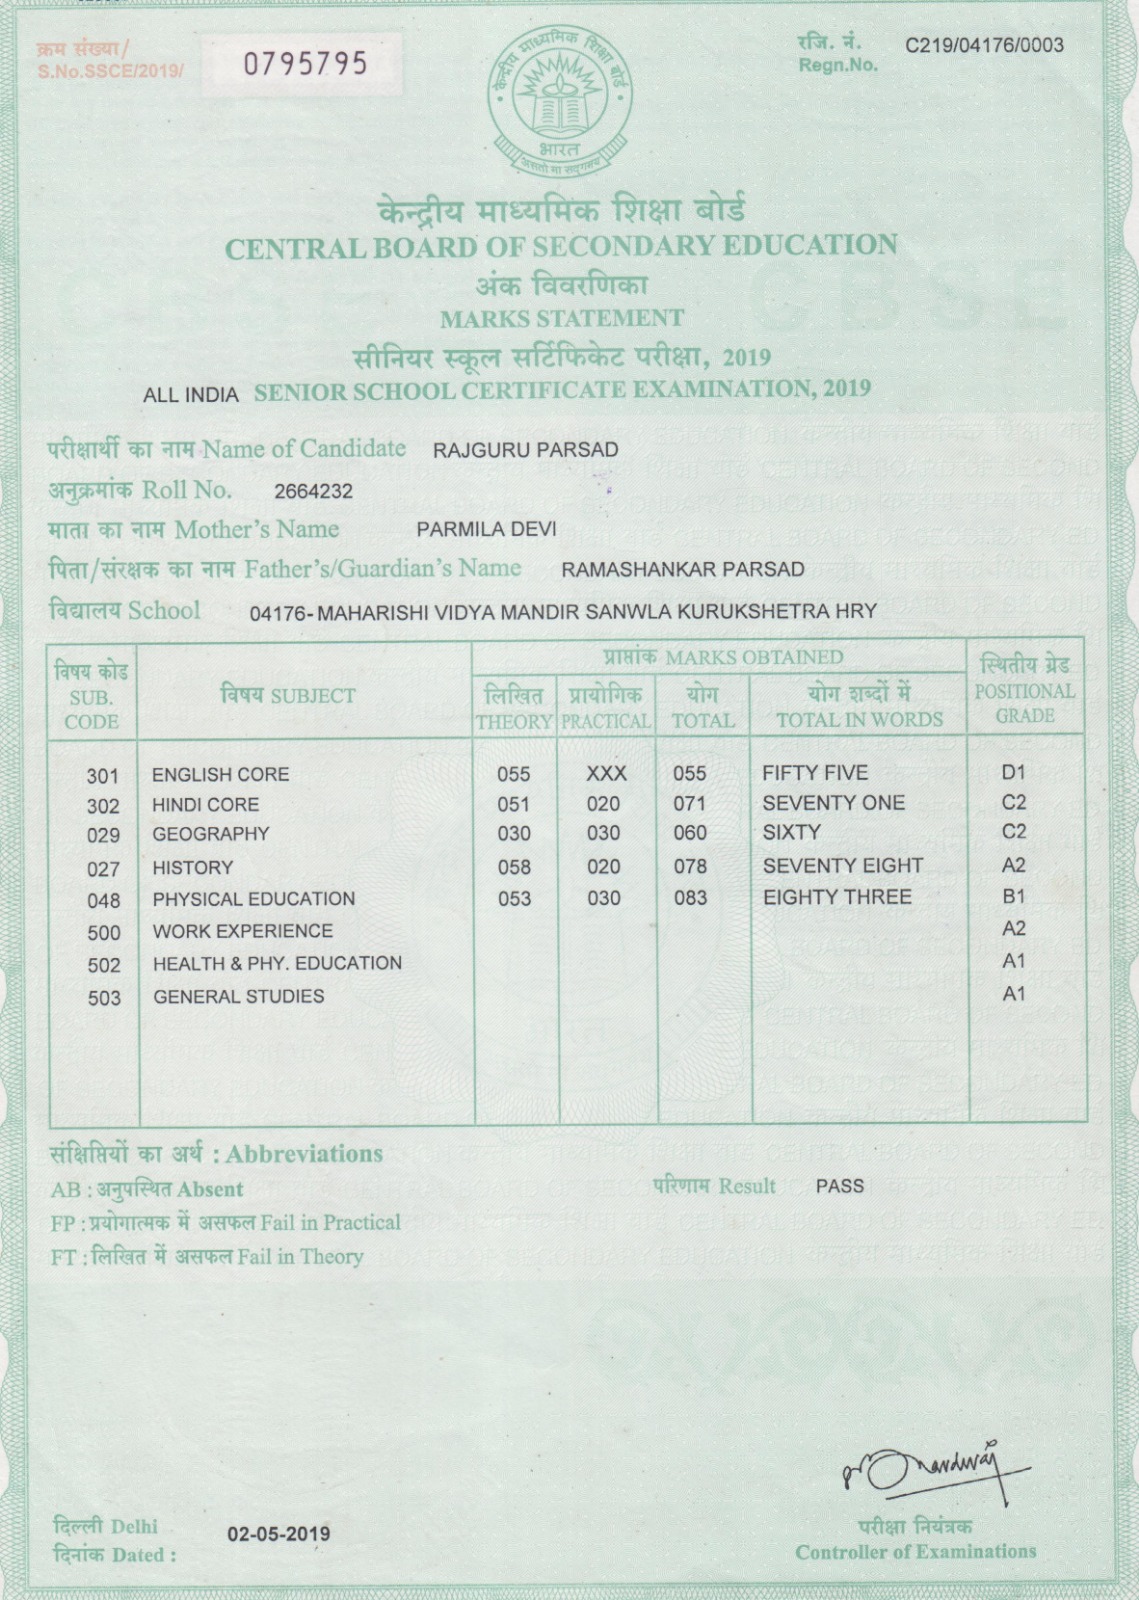 क्रम संख्या/
S.No.SSCE/2019/ 0795795
रजि. नं. C219/04176/0003
Regn.No.
केन्द्रीय माध्यमिक शिक्षा बोर्ड
भारत
असतो मा सद्गमय
केन्द्रीय माध्यमिक शिक्षा बोर्ड
CENTRAL BOARD OF SECONDARY EDUCATION
CBSE
अंक विवरणिका
MARKS STATEMENT
सीनियर स्कूल सर्टिफिकेट परीक्षा, 2019
ALL INDIA SENIOR SCHOOL CERTIFICATE EXAMINATION, 2019
परीक्षार्थी का नाम Name of Candidate RAJGURU PARSAD
अनुक्रमांक Roll No. 2664232
माता का नाम Mother's Name PARMILA DEVI
पिता/संरक्षक का नाम Father's/Guardian's Name RAMASHANKAR PARSAD
विद्यालय School 04176- MAHARISHI VIDYA MANDIR SANWLA KURUKSHETRA HRY
विषय कोड SUB. CODE विषय SUBJECT प्राप्तांक MARKS OBTAINED स्थितीय ग्रेड POSITIONAL GRADE
लिखित THEORY प्रायोगिक PRACTICAL योग TOTAL योग शब्दों में TOTAL IN WORDS
301 ENGLISH CORE 055 XXX 055 FIFTY FIVE D1
302 HINDI CORE 051 020 071 SEVENTY ONE C2
029 GEOGRAPHY 030 030 060 SIXTY C2
027 HISTORY 058 020 078 SEVENTY EIGHT A2
048 PHYSICAL EDUCATION 053 030 083 EIGHTY THREE B1
500 WORK EXPERIENCE A2
502 HEALTH & PHY. EDUCATION A1
503 GENERAL STUDIES A1
संक्षिप्तियों का अर्थ : Abbreviations
AB : अनुपस्थित Absent
परिणाम Result PASS
FP : प्रयोगात्मक में असफल Fail in Practical
FT : लिखित में असफल Fail in Theory
दिल्ली Delhi
दिनांक Dated : 02-05-2019
परीक्षा नियंत्रक
Controller of Examinations